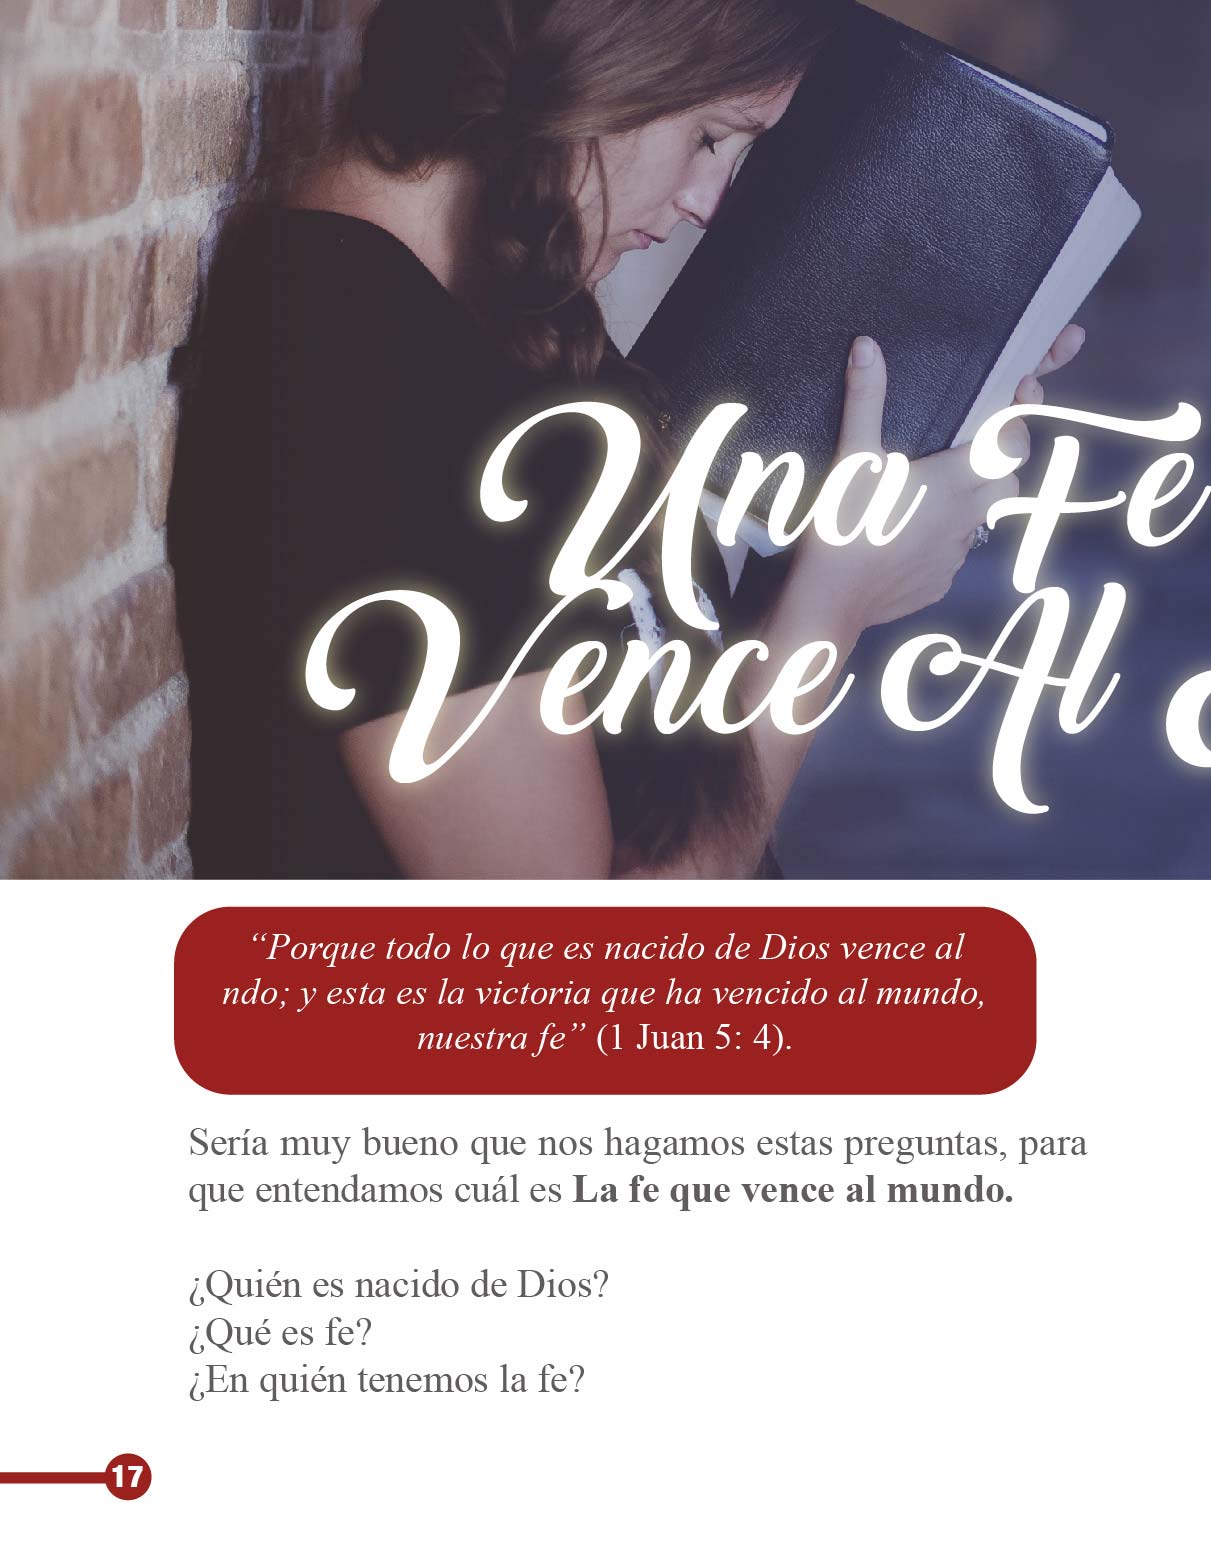 Una Fe
Vence Al
“Porque todo lo que es nacido de Dios vence al
ndo; y esta es la victoria que ha vencido al mundo,
nuestra fe” (1 Juan 5: 4).
Sería muy bueno que nos hagamos estas preguntas, para
que entendamos cuál es La fe que vence al mundo.
¿Quién es nacido de Dios?
¿Qué es fe?
¿En quién tenemos la fe?
17